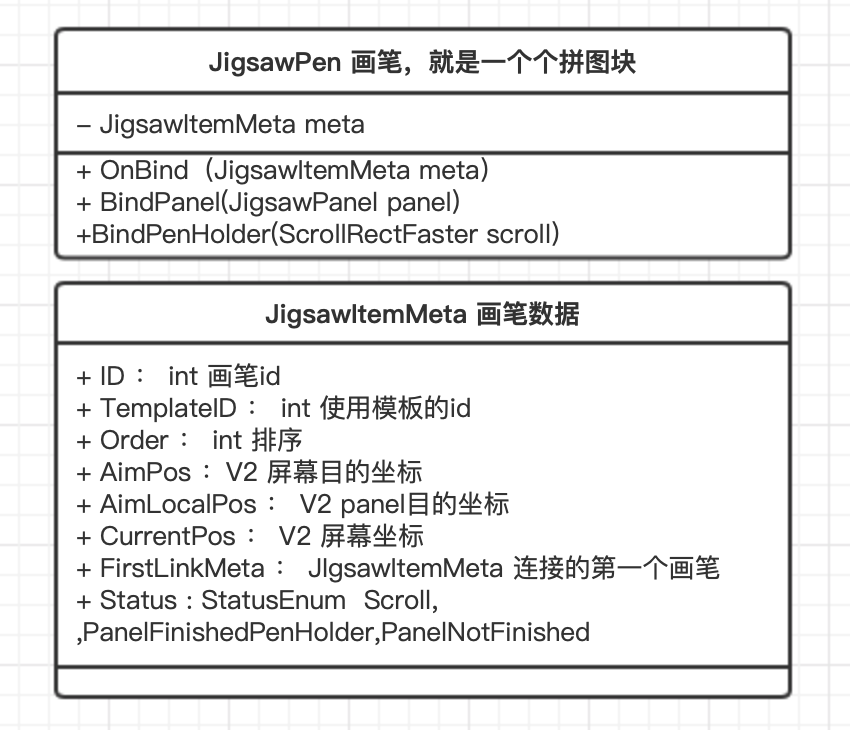 JigsawPen 画笔，就是一个个拼图块
– JigsawItemMeta meta
+ OnBind（JigsawItemMeta meta）
+ BindPanel(JigsawPanel panel)
+BindPenHolder(ScrollRectFaster scroll)
JigsawItemMeta 画笔数据
+ ID： int 画笔id
+ TemplateID： int 使用模板的id
+ Order： int 排序
+ AimPos：V2 屏幕目的坐标
+ AimLocalPos： V2 panel目的坐标
+ CurrentPos： V2 屏幕坐标
+ FirstLinkMeta： JIgsawItemMeta 连接的第一个画笔
+ Status : StatusEnum Scroll,
,PanelFinishedPenHolder,PanelNotFinished